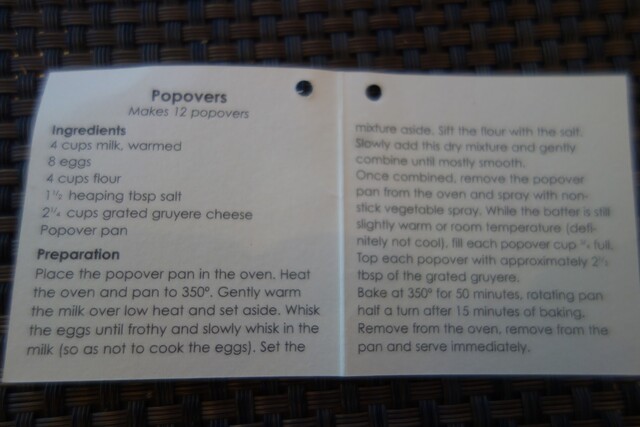 Popovers
Makes 12 popovers
Ingredients
4 cups milk, warmed
8 eggs
4 cups flour
1 1/2 heaping tbsp salt
2 1/4 cups grated gruyere cheese
Popover pan
Preparation
Place the popover pan in the oven. Heat
the oven and pan to 350°. Gently warm
the milk over low heat and set aside. Whisk
the eggs until frothy and slowly whisk in the
milk (so as not to cook the eggs). Set the
mixture aside. Sift the flour with the salt.
Slowly add this dry mixture and gently
combine until mostly smooth.
Once combined, remove the popover
pan from the oven and spray with non-
stick vegetable spray. While the batter is still
slightly warm or room temperature (defi-
nitely not cool), fill each popover cup full.
Top each popover with approximately
tbsp of the grated gruyere.
Bake at 350° for 50 minutes, rotating pan
half a turn after 15 minutes of baking.
Remove from the oven, remove from the
pan and serve immediately.